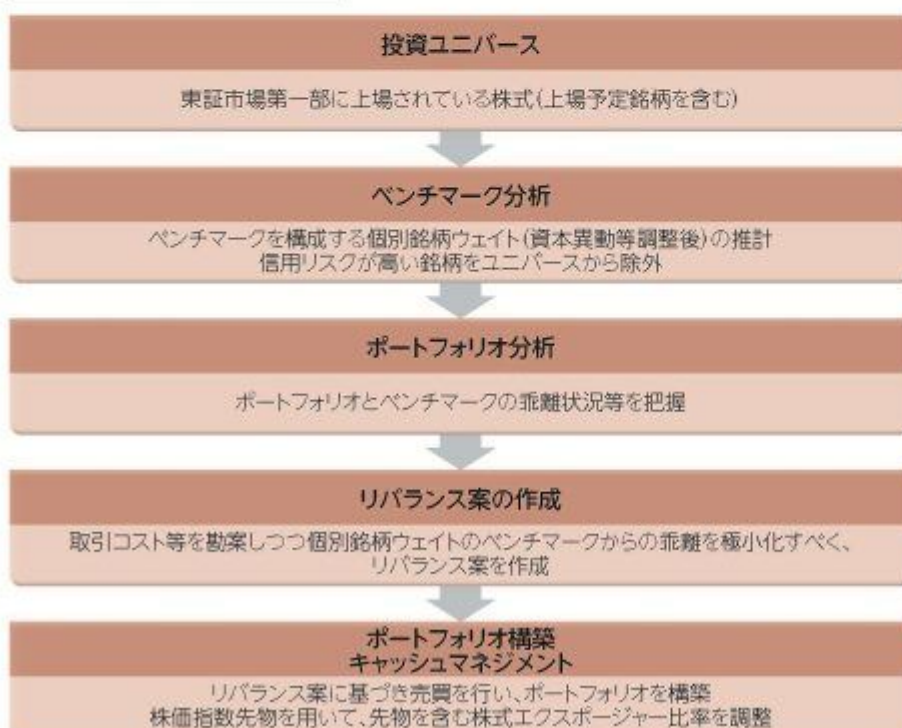 投資ユニバース
東証市場第一部に上場されている株式(上場予定銘柄を含む)
ベンチマーク分析
ベンチマークを構成する個別銘柄ウェイト(資本異動等調整後)の推計
信用リスクが高い銘柄をユニバースから除外
ポートフォリオ分析
ポートフォリオとベンチマークの乖離状況等を把握
リバランス案の作成
取引コスト等を勘案しつつ個別銘柄ウェイトのベンチマークからの乖離を極小化すべく、
リバランス案を作成
ポートフォリオ構築
キャッシュマネジメント
リバランス案に基づき売買を行い、ポートフォリオを構築
株価指数先物を用いて、先物を含む株式エクスポージャー比率を調整